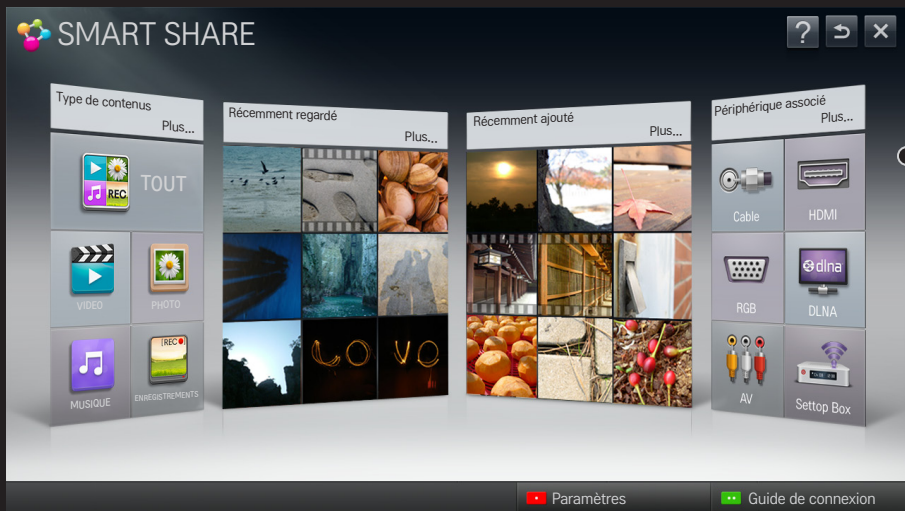 SMART SHARE
?
Type de contenus
Plus...
REC
TOUT
VIDEO
PHOTO
[REC●]
MUSIQUE
ENREGISTREMENTS
Récemment regardé
Plus...
LOVE
Récemment ajouté
Plus...
Périphérique associé
Plus...
Cable
HDMI
RGB
dlna
DLNA
AV
Settop Box
Paramètres
Guide de connexion